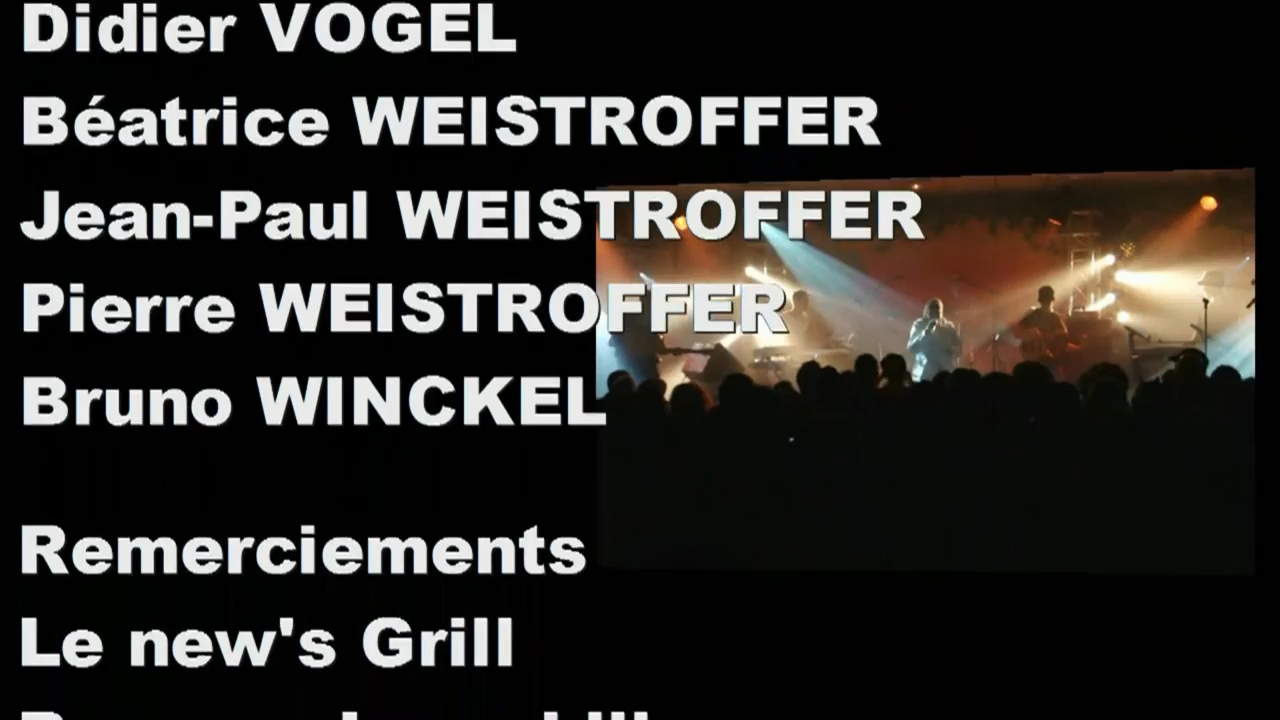 Didier VOGEL
Béatrice WEISTROFFER
Jean-Paul WEISTROFFER
Pierre WEISTROFFER
Bruno WINCKEL
Remerciements
Le new's Grill